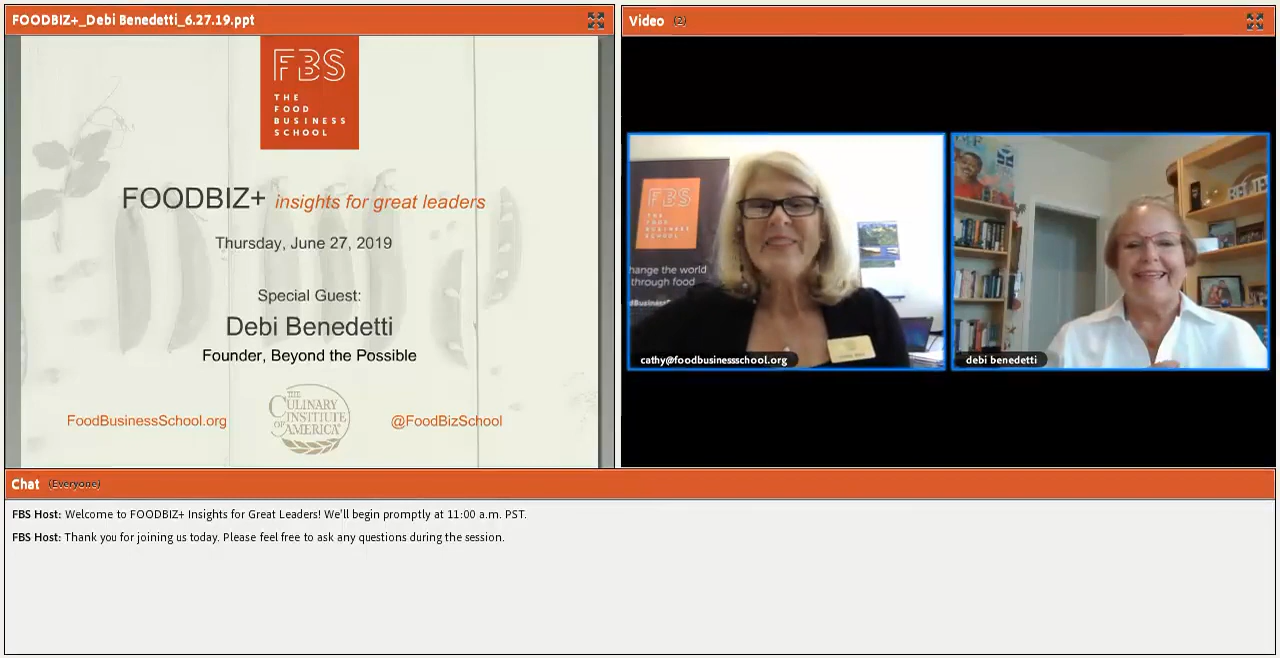 FOODBIZ+_Debi Benedetti_6.27.19.ppt
FBS
THE
FOOD
BUSINESS
SCHOOL
FOODBIZ+ insights for great leaders
Thursday, June 27, 2019
Special Guest:
Debi Benedetti
Founder, Beyond the Possible
FoodBusinessSchool.org
THE
CULINARY
INSTITUTE
OF AMERICA
@FoodBizSchool
Video (2)
FBS
THE
FOOD
BUSINESS
SCHOOL
hange the world
through food
cathy@foodbusinessschool.org
debi benedetti
Chat (Everyone)
FBS Host: Welcome to FOODBIZ+ Insights for Great Leaders! We'll begin promptly at 11:00 a.m. PST.
FBS Host: Thank you for joining us today. Please feel free to ask any questions during the session.